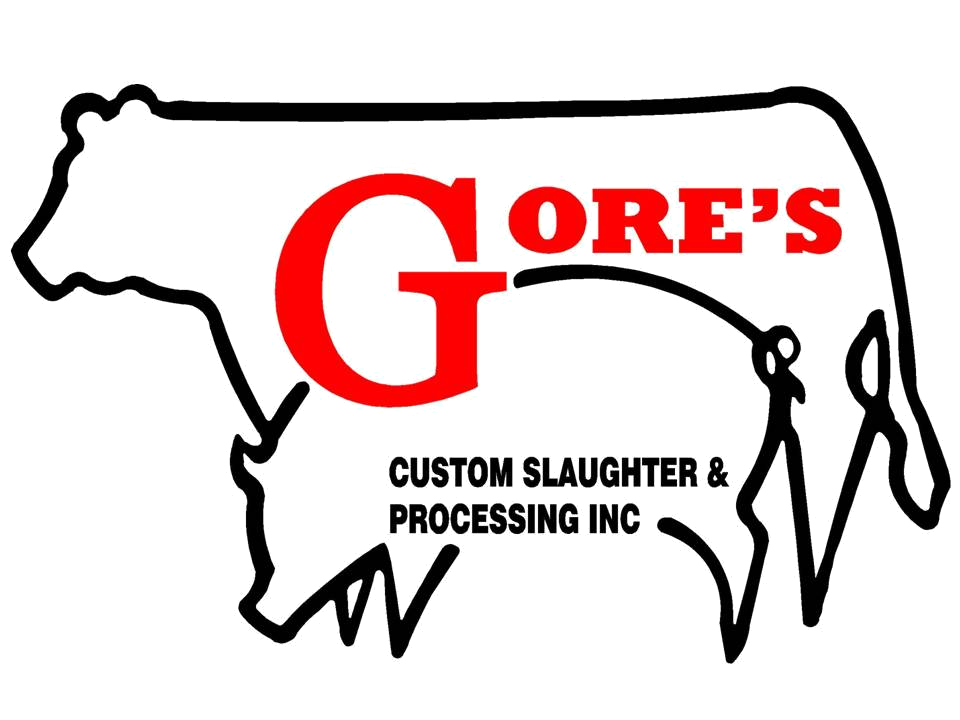 GORE'S
CUSTOM SLAUGHTER &
PROCESSING INC